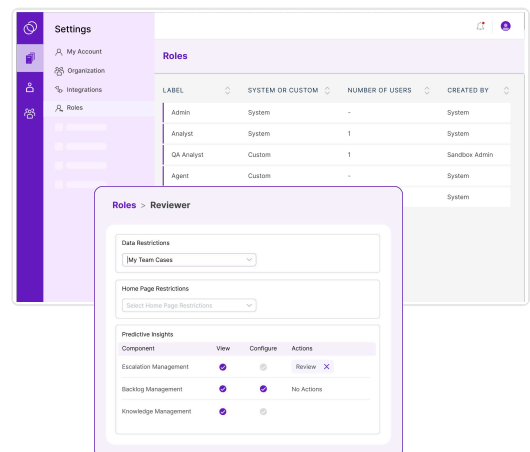 Settings
My Account
Organization
Integrations
Roles
Roles
LABEL SYSTEM OR CUSTOM NUMBER OF USERS CREATED BY
Admin System - System
Analyst System 1 System
QA Analyst Custom 1 Sandbox Admin
Agent Custom - System
System
Roles > Reviewer
Data Restrictions
My Team Cases
Home Page Restrictions
Select Home Page Restritions
Predictive Insights
Component View Configure Actions
Escalation Management Review X
Backlog Management No Actions
Knowledge Management